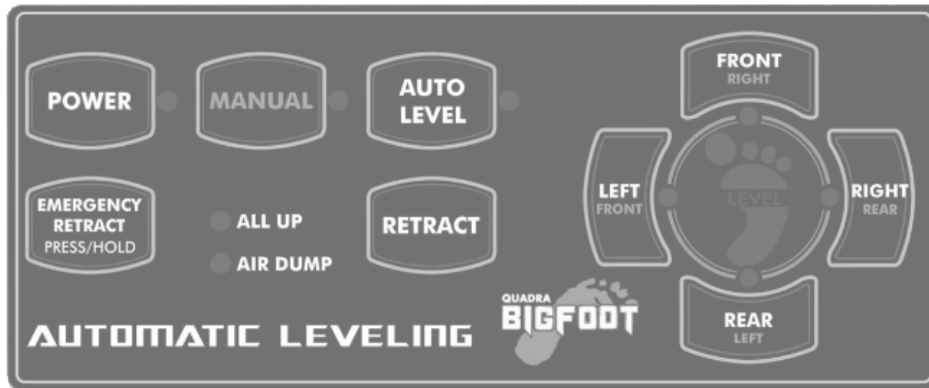 POWER
MANUAL
AUTO
LEVEL
FRONT
RIGHT
EMERGENCY
RETRACT
PRESS/HOLD
ALL UP
AIR DUMP
RETRACT
LEFT
FRONT
LEVEL
RIGHT
REAR
REAR
LEFT
AUTOMATIC LEVELING
QUADRA
BIGFOOT